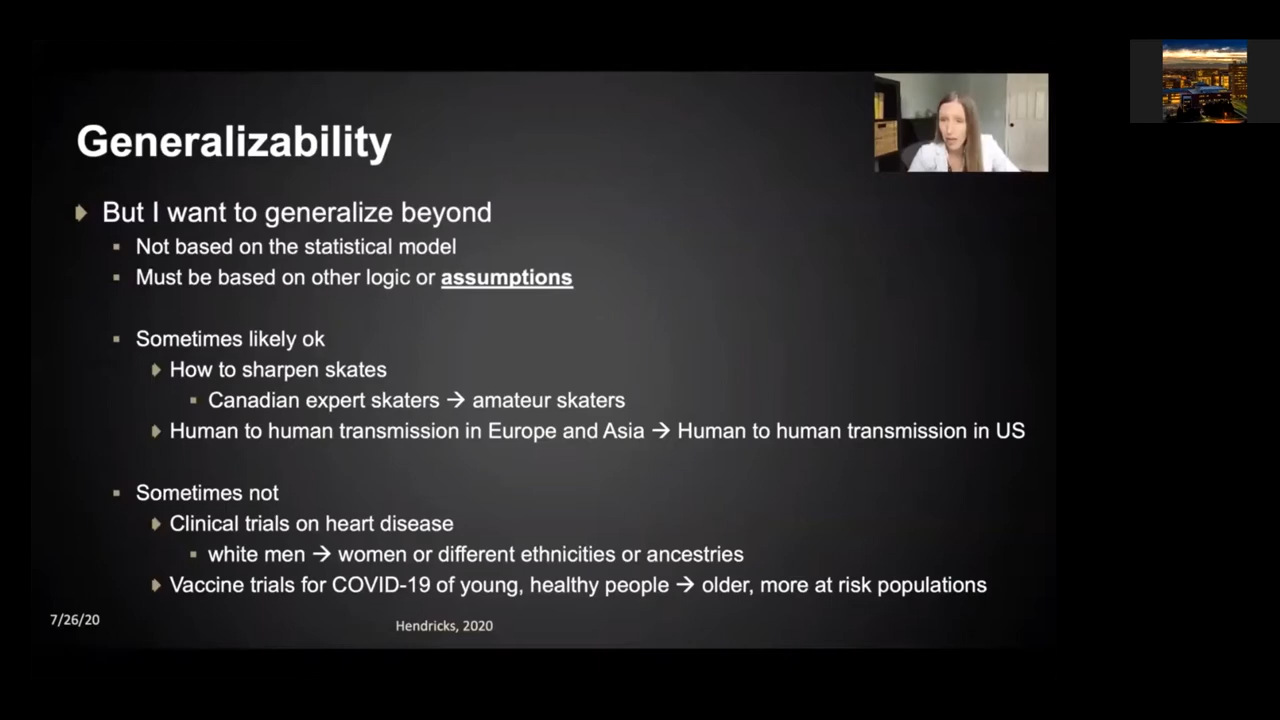 Generalizability
But I want to generalize beyond
Not based on the statistical model
Must be based on other logic or assumptions
Sometimes likely ok
How to sharpen skates
Canadian expert skaters → amateur skaters
Human to human transmission in Europe and Asia → Human to human transmission in US
Sometimes not
Clinical trials on heart disease
white men → women or different ethnicities or ancestries
Vaccine trials for COVID-19 of young, healthy people → older, more at risk populations
7/26/20
Hendricks, 2020